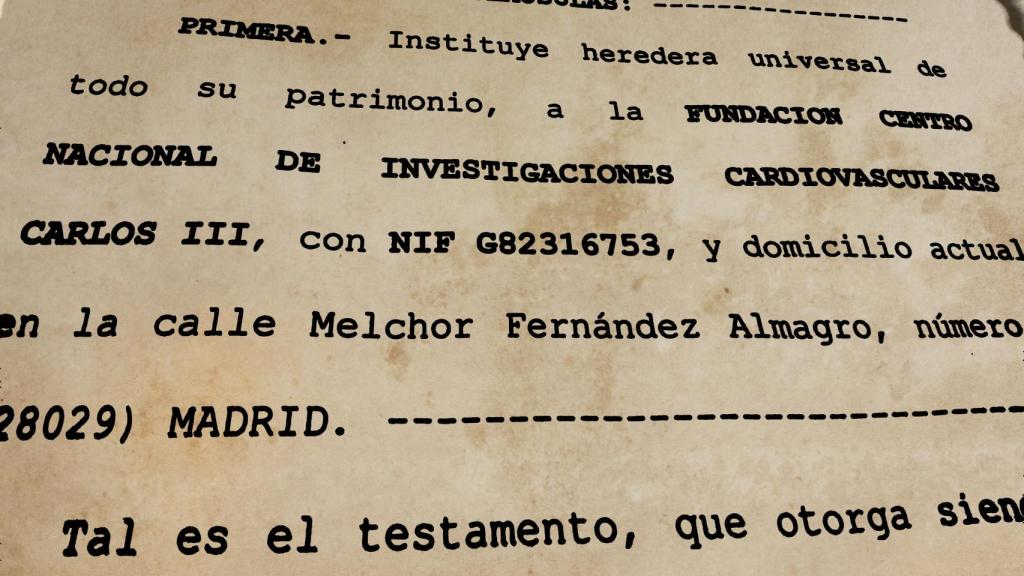 PRIMERA.- Instituye heredera universal de
todo su patrimonio, a la FUNDACION CENTRO
NACIONAL DE INVESTIGACIONES CARDIOVASCULARES
CARLOS III, con NIF G82316753, y domicilio actual
en la calle Melchor Fernández Almagro, número
28029) MADRID. ------------------------------
Tal es el testamento, que otorga